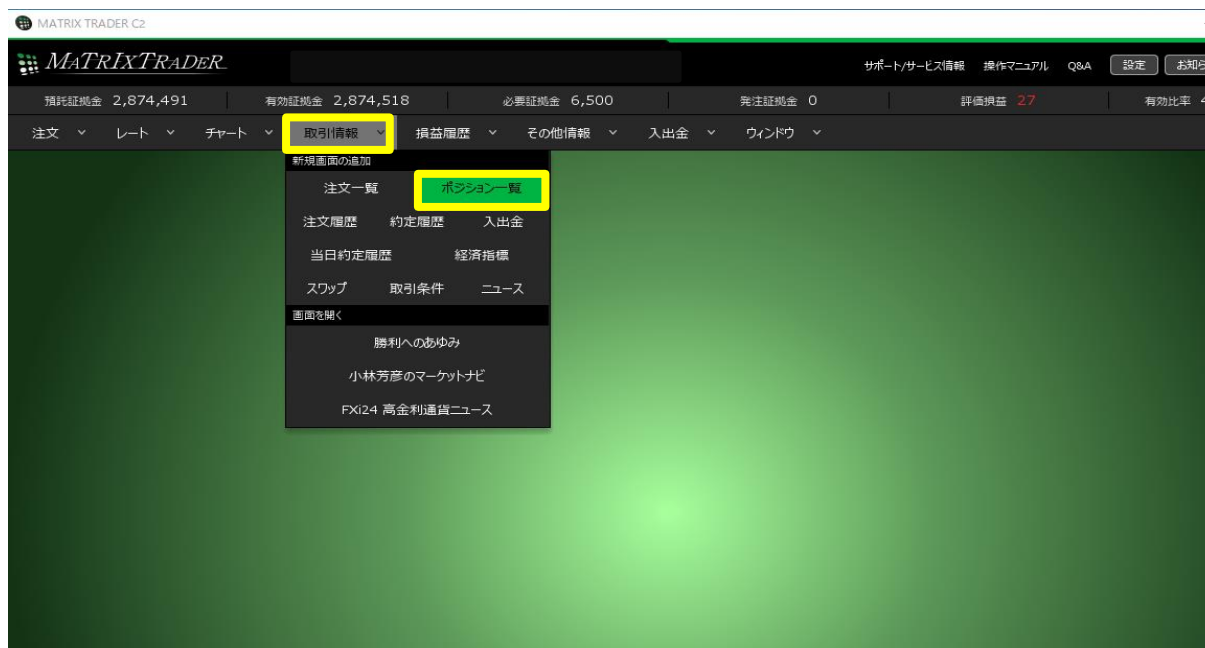 MATRIX TRADER C2
MATRIXTRADER サポート/サービス情報 操作マニュアル Q&A 設定 お知ら
預託証拠金 2,874,491 有効証拠金 2,874,518 必要証拠金 6,500 発注証拠金 0 評価損益 27 有効比率
注文 レート チャート 取引情報 損益履歴 その他情報 入出金 ウィンドウ
新規画面の追加
注文一覧 ポジション一覧
注文履歴 約定履歴 入出金
当日約定履歴 経済指標
スワップ 取引条件 ニュース
画面を開く
勝利へのあゆみ
小林芳彦のマーケットナビ
FXi24 高金利通貨ニュース